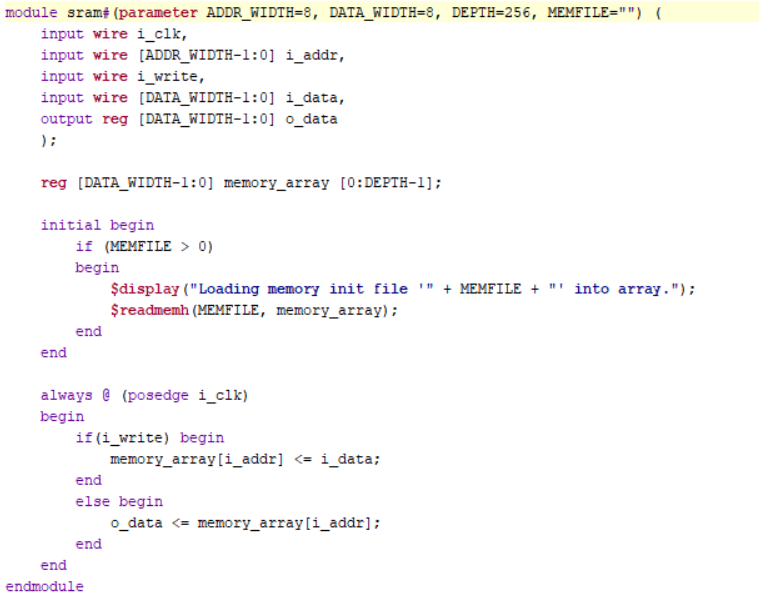 module sram#(parameter ADDR_WIDTH=8, DATA_WIDTH=8, DEPTH=256, MEMFILE="") (
    input wire i_clk,
    input wire [ADDR_WIDTH-1:0] i_addr,
    input wire i_write,
    input wire [DATA_WIDTH-1:0] i_data,
    output reg [DATA_WIDTH-1:0] o_data
    );

    reg [DATA_WIDTH-1:0] memory_array [0:DEPTH-1];

    initial begin
        if (MEMFILE > 0)
        begin
            $display("Loading memory init file '" + MEMFILE + "' into array.");
            $readmemh(MEMFILE, memory_array);
        end
    end

    always @ (posedge i_clk)
    begin
        if(i_write) begin
            memory_array[i_addr] <= i_data;
        end
        else begin
            o_data <= memory_array[i_addr];
        end
    end
endmodule